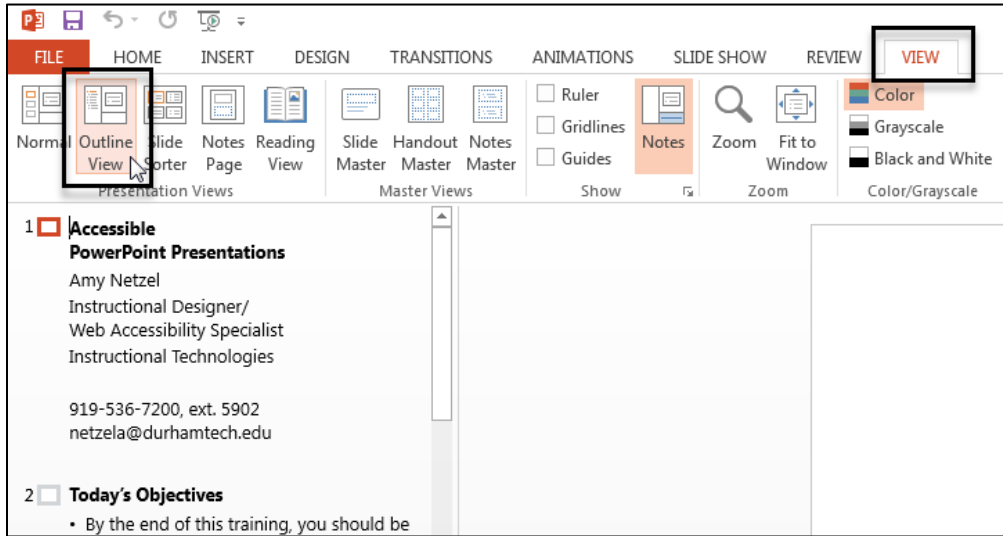 FILE HOME INSERT DESIGN TRANSITIONS ANIMATIONS SLIDE SHOW REVIEW VIEW
Normal Outline View Slide Sorter Notes Page Reading View
Presentation Views
Slide Master Handout Master Notes Master
Master Views
Ruler
Gridlines
Guides
Notes
Show
Zoom Fit to Window
Zoom
Color
Grayscale
Black and White
Color/Grayscale
1 Accessible
PowerPoint Presentations
Amy Netzel
Instructional Designer/
Web Accessibility Specialist
Instructional Technologies
919-536-7200, ext. 5902
netzela@durhamtech.edu
2 Today's Objectives
• By the end of this training, you should be